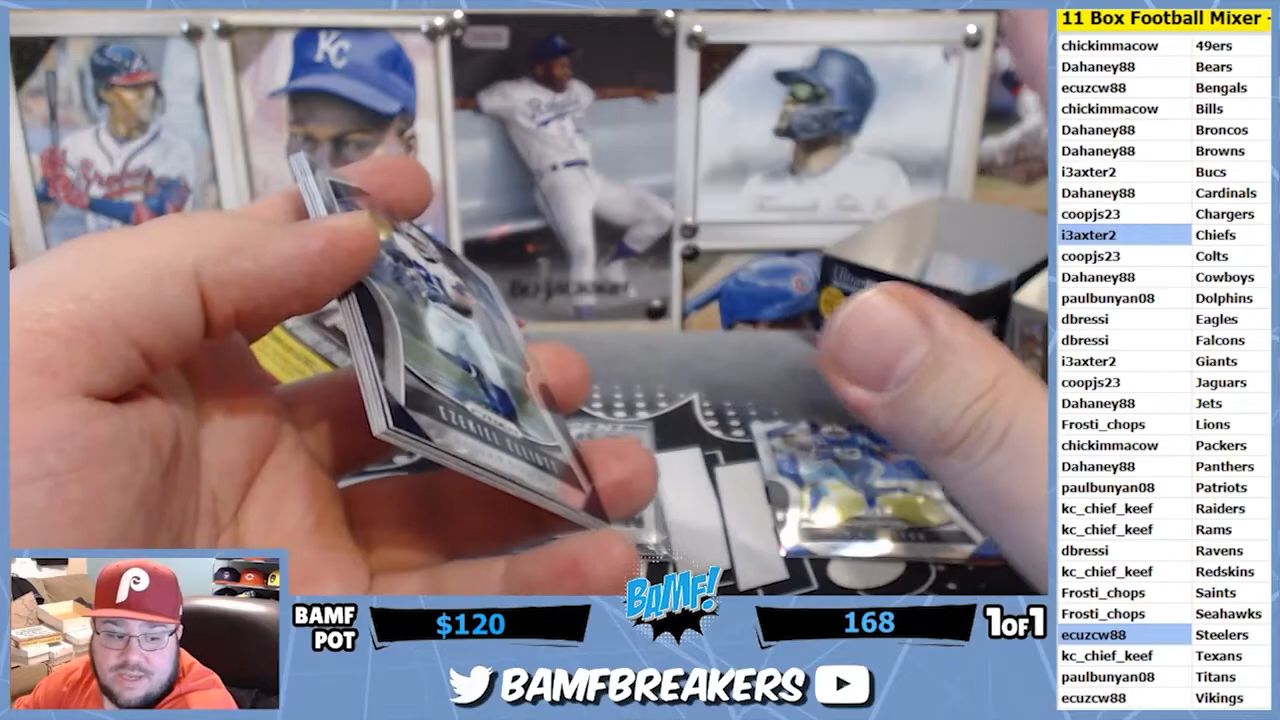 11 Box Football Mixer -
chickimmacow 49ers
Dahaney88 Bears
ecuzcw88 Bengals
chickimmacow Bills
Dahaney88 Broncos
Dahaney88 Browns
i3axter2 Bucs
Dahaney88 Cardinals
coopjs23 Chargers
i3axter2 Chiefs
coopjs23 Colts
Dahaney88 Cowboys
paulbunyan08 Dolphins
dbressi Eagles
dbressi Falcons
i3axter2 Giants
coopjs23 Jaguars
Dahaney88 Jets
Frosti_chops Lions
chickimmacow Packers
Dahaney88 Panthers
paulbunyan08 Patriots
kc_chief_keef Raiders
kc_chief_keef Rams
dbressi Ravens
kc_chief_keef Redskins
Frosti_chops Saints
Frosti_chops Seahawks
ecuzcw88 Steelers
kc_chief_keef Texans
paulbunyan08 Titans
ecuzcw88 Vikings
KC
Royals
BO JACKSON
EZEKIEL ELLIOTT
P
BAMF POT
$120
BAMF!
168
1OF1
BAMFBREAKERS